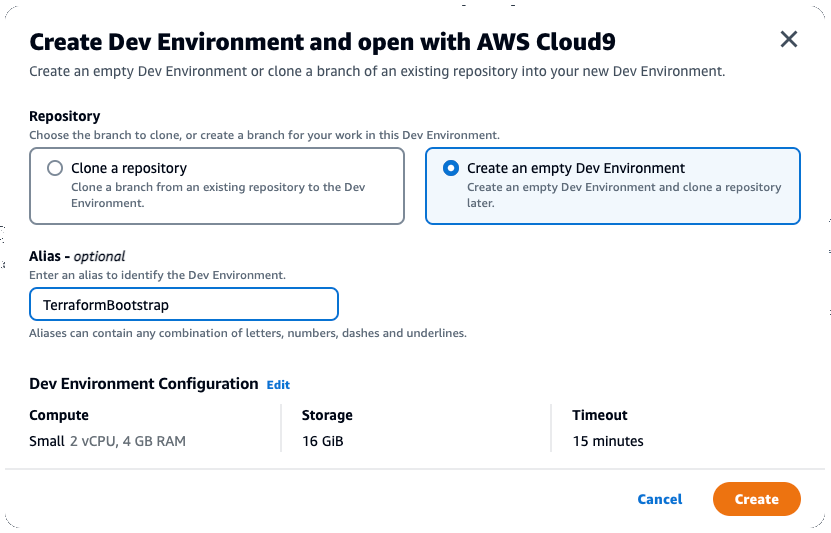 Create Dev Environment and open with AWS Cloud9
Create an empty Dev Environment or clone a branch of an existing repository into your new Dev Environment.
Repository
Choose the branch to clone, or create a branch for your work in this Dev Environment.
Clone a repository
Clone a branch from an existing repository to the Dev
Environment.
Create an empty Dev Environment
Create an empty Dev Environment and clone a repository
later.
Alias - optional
Enter an alias to identify the Dev Environment.
TerraformBootstrap
Aliases can contain any combination of letters, numbers, dashes and underlines.
Dev Environment Configuration Edit
Compute
Small 2 vCPU, 4 GB RAM
Storage
16 GiB
Timeout
15 minutes
Cancel
Create